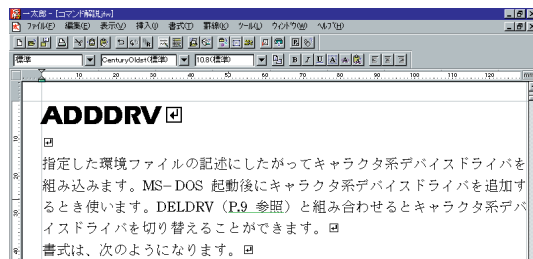 一太郎 - [コマンド解説.jtw]
ファイル(F) 編集(E) 表示(V) 挿入(I) 書式(T) 罫線(K) ツール(L) ウィンドウ(W) ヘルプ(H)
標準 CenturyOldst(標準) 10.8(標準) B I U A A
10 20 30 40 50 60 70 80 90 100 110 120
ADDDRV
指定した環境ファイルの記述にしたがってキャラクタ系デバイスドライバを
組み込みます。MS-DOS 起動後にキャラクタ系デバイスドライバを追加す
るとき使います。DELDRV（P.9 参照）と組み合わせるとキャラクタ系デバ
イスドライバを切り替えることができます。
書式は、次のようになります。